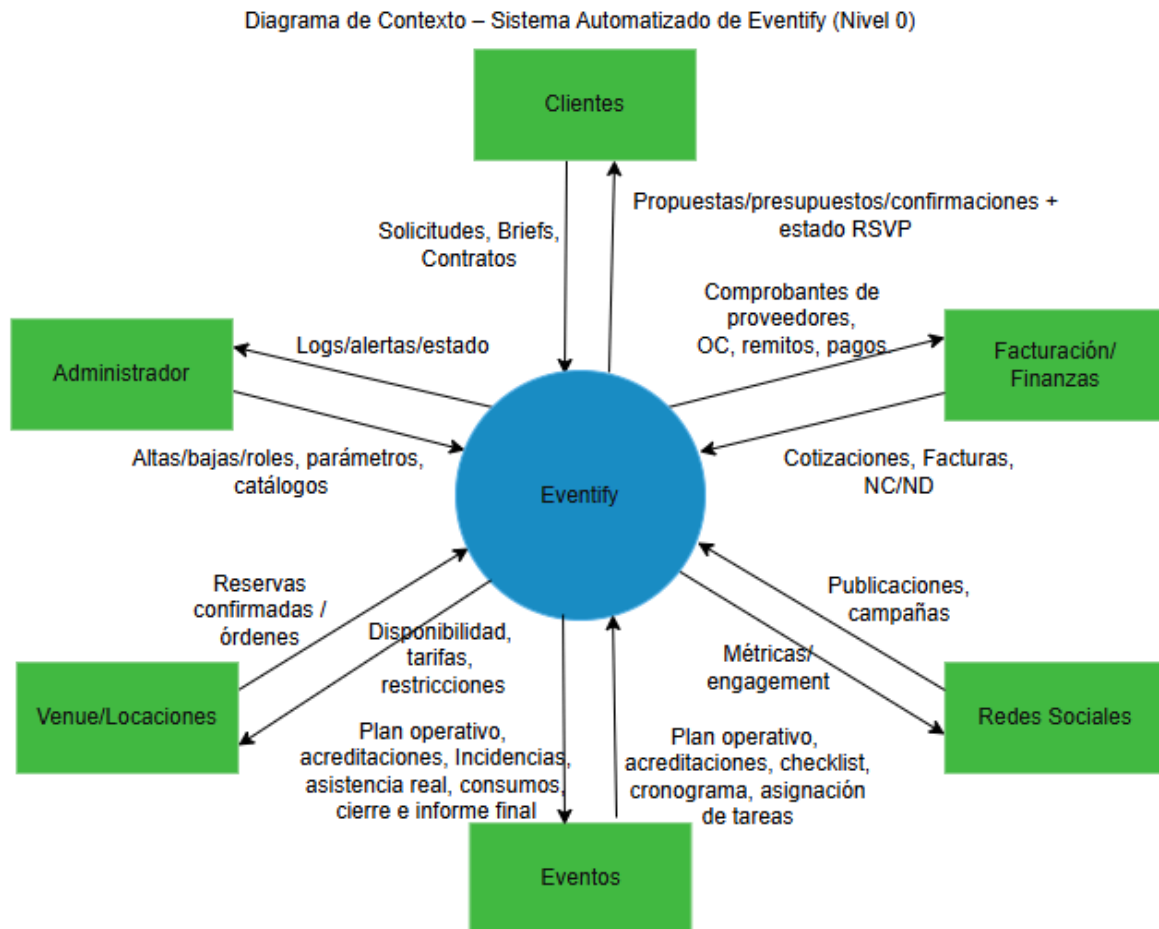 Diagrama de Contexto – Sistema Automatizado de Eventify (Nivel 0)
Clientes
Solicitudes, Briefs,
Contratos
Propuestas/presupuestos/confirmaciones +
estado RSVP
Comprobantes de
proveedores,
OC, remitos, pagos
Administrador
Logs/alertas/estado
Facturación/
Finanzas
Altas/bajas/roles, parámetros,
catálogos
Eventify
Cotizaciones, Facturas,
NC/ND
Reservas
confirmadas /
órdenes
Disponibilidad,
tarifas,
restricciones
Publicaciones,
campañas
Métricas/
engagement
Venue/Locaciones
Redes Sociales
Plan operativo,
acreditaciones, Incidencias,
asistencia real, consumos,
cierre e informe final
Plan operativo,
acreditaciones, checklist,
cronograma, asignación
de tareas
Eventos